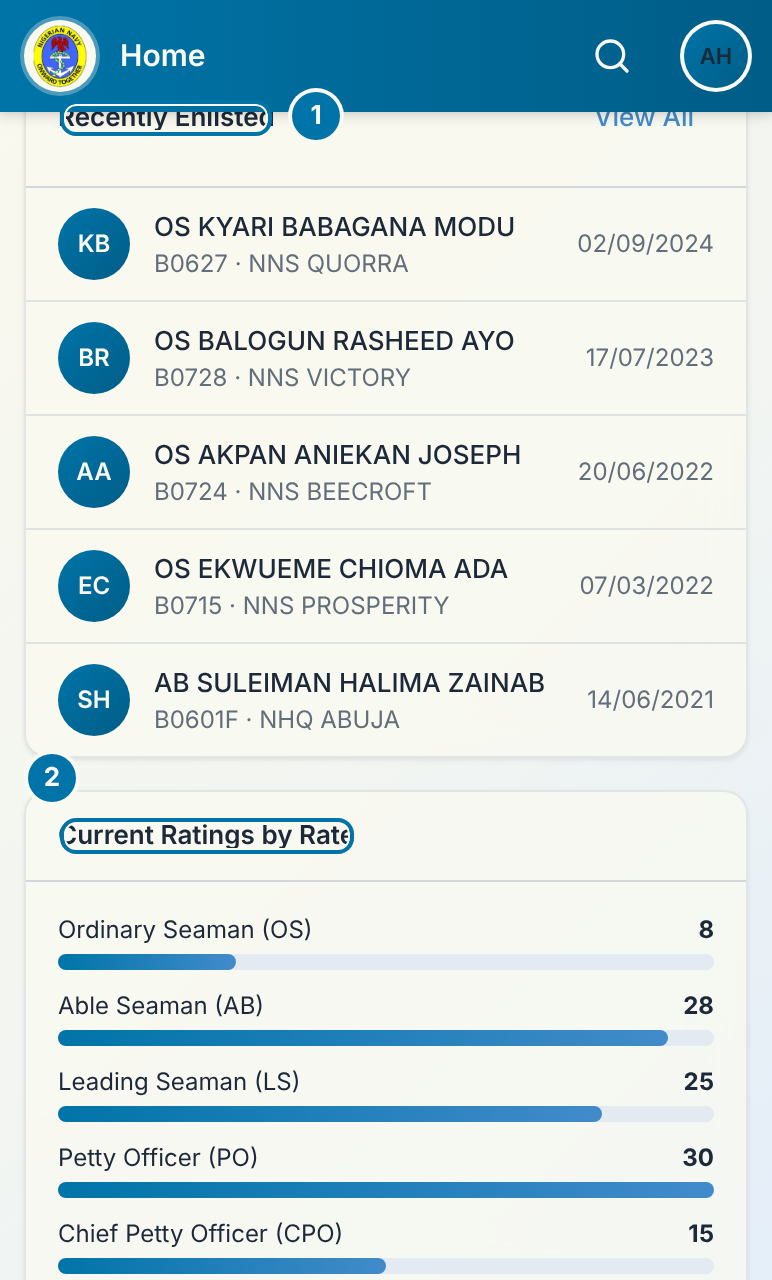 NIGERIAN NAVY
ONWARD TOGETHER
Home
AH
Recently Enlisted
1
View All
KB
OS KYARI BABAGANA MODU
02/09/2024
B0627 · NNS QUORRA
BR
OS BALOGUN RASHEED AYO
17/07/2023
B0728 · NNS VICTORY
AA
OS AKPAN ANIEKAN JOSEPH
20/06/2022
B0724 · NNS BEECROFT
EC
OS EKWUEME CHIOMA ADA
07/03/2022
B0715 · NNS PROSPERITY
SH
AB SULEIMAN HALIMA ZAINAB
14/06/2021
B0601F · NHQ ABUJA
2
Current Ratings by Rate
Ordinary Seaman (OS) 8
Able Seaman (AB) 28
Leading Seaman (LS) 25
Petty Officer (PO) 30
Chief Petty Officer (CPO) 15